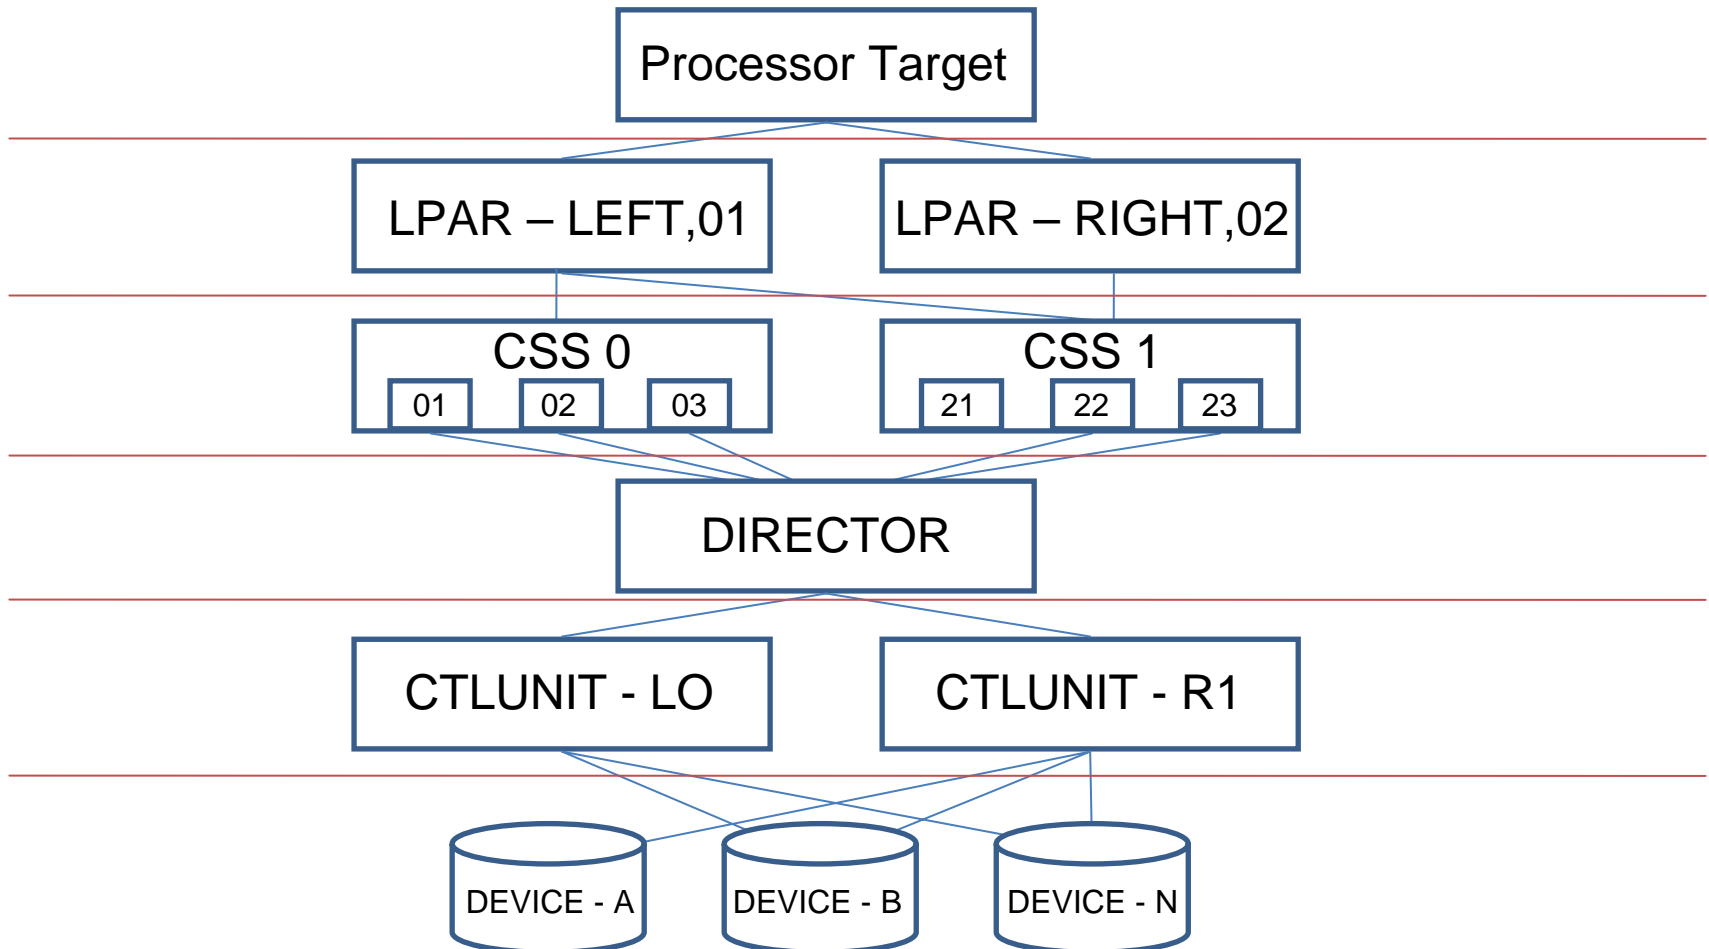 Processor Target
LPAR – LEFT,01
LPAR – RIGHT,02
CSS 0
CSS 1
01
02
03
21
22
23
DIRECTOR
CTLUNIT - LO
CTLUNIT - R1
DEVICE - A
DEVICE - B
DEVICE - N